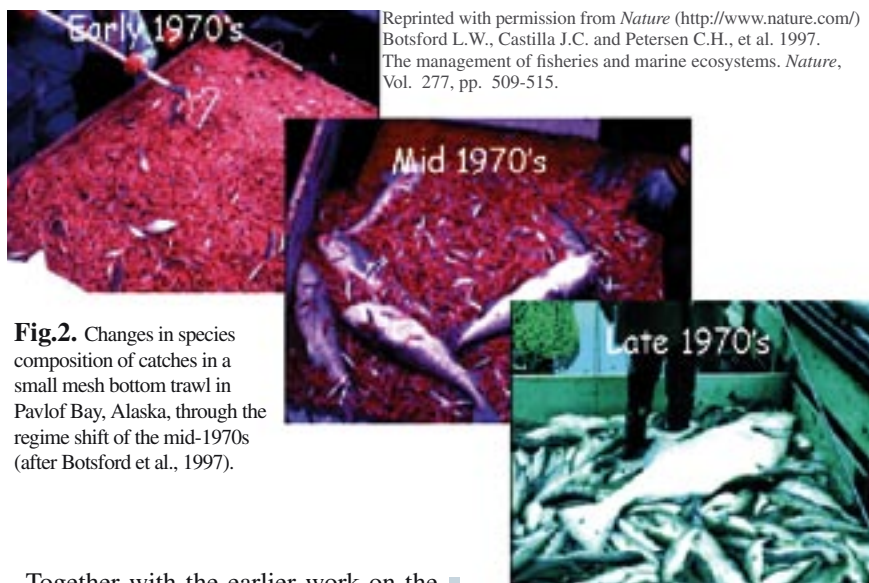 Early 1970's
Reprinted with permission from Nature (http://www.nature.com/)
Botsford L.W., Castilla J.C. and Petersen C.H., et al. 1997.
The management of fisheries and marine ecosystems. Nature,
Vol. 277, pp. 509-515.
Mid 1970's
Late 1970's
Fig.2. Changes in species
composition of catches in a
small mesh bottom trawl in
Pavlof Bay, Alaska, through the
regime shift of the mid-1970s
(after Botsford et al., 1997).
Together with the earlier work on the